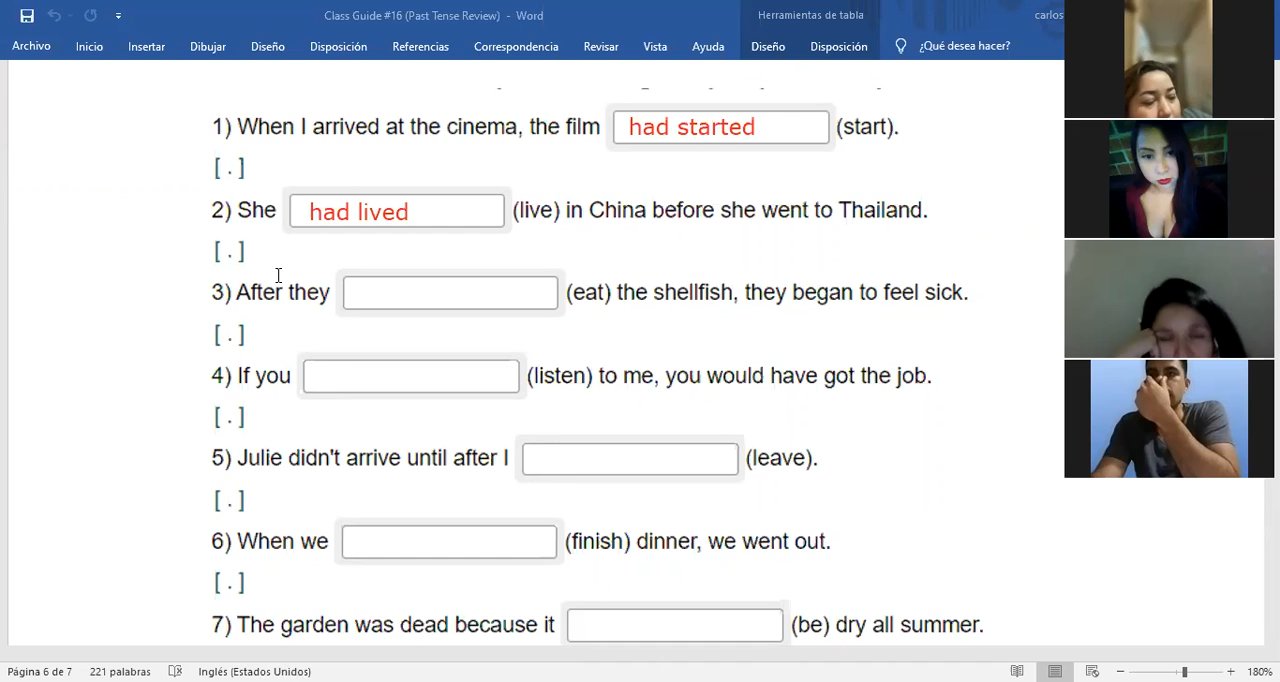 Class Guide #16 (Past Tense Review) - Word
Herramientas de tabla
carlos
Archivo Inicio Insertar Dibujar Diseño Disposición Referencias Correspondencia Revisar Vista Ayuda Diseño Disposición ¿Qué desea hacer?
1) When I arrived at the cinema, the film had started (start).
[ . ]
2) She had lived (live) in China before she went to Thailand.
[ . ]
3) After they (eat) the shellfish, they began to feel sick.
[ . ]
4) If you (listen) to me, you would have got the job.
[ . ]
5) Julie didn't arrive until after I (leave).
[ . ]
6) When we (finish) dinner, we went out.
[ . ]
7) The garden was dead because it (be) dry all summer.
Página 6 de 7 221 palabras Inglés (Estados Unidos) 180%